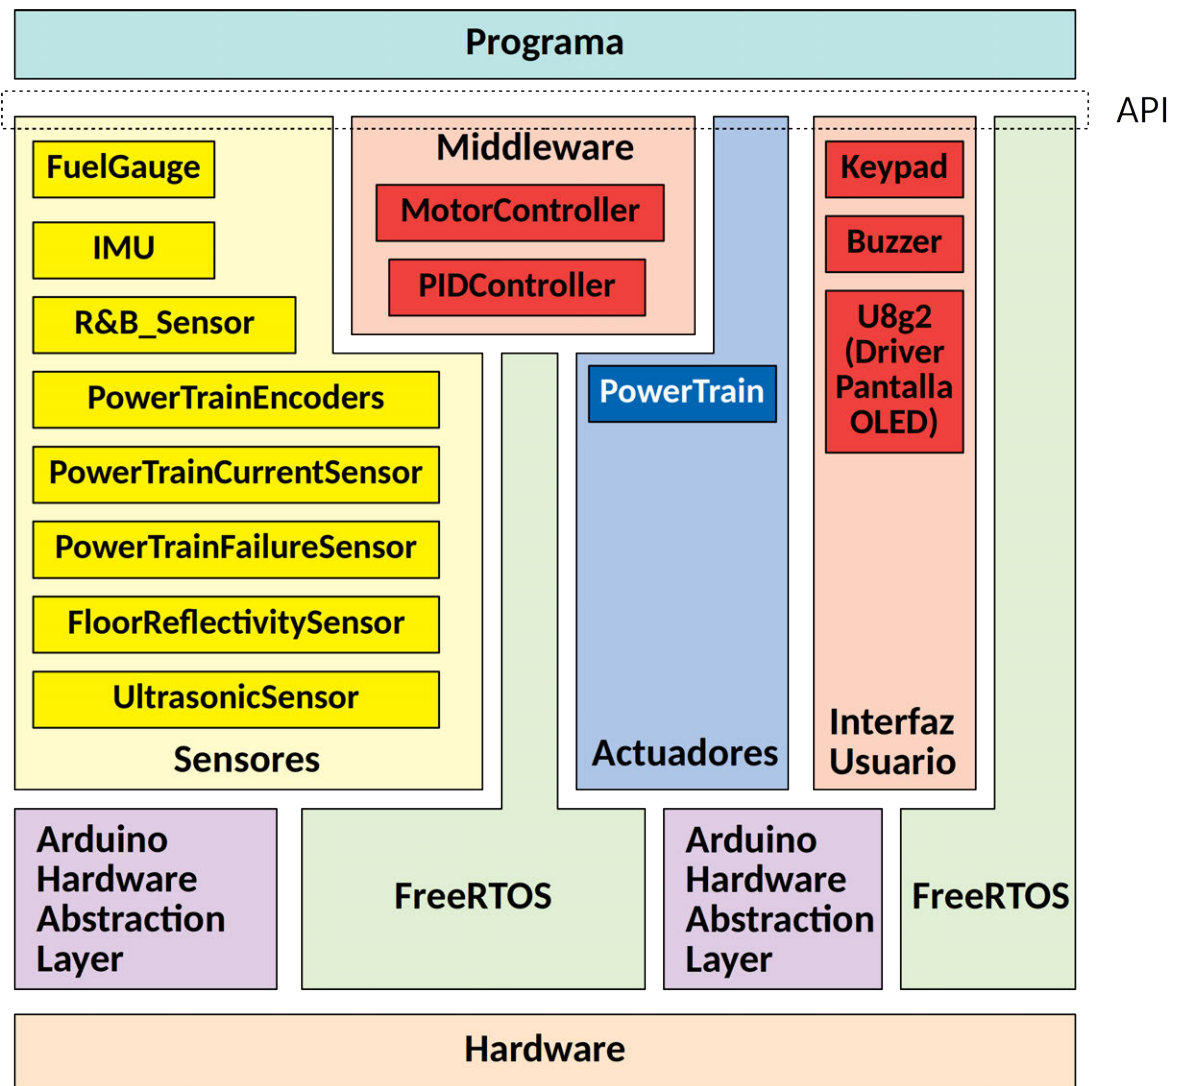 Programa
API
FuelGauge
IMU
R&B_Sensor
PowerTrainEncoders
PowerTrainCurrentSensor
PowerTrainFailureSensor
FloorReflectivitySensor
UltrasonicSensor
Sensores
Middleware
MotorController
PIDController
PowerTrain
Actuadores
Keypad
Buzzer
U8g2
(Driver
Pantalla
OLED)
Interfaz
Usuario
Arduino
Hardware
Abstraction
Layer
FreeRTOS
Arduino
Hardware
Abstraction
Layer
FreeRTOS
Hardware